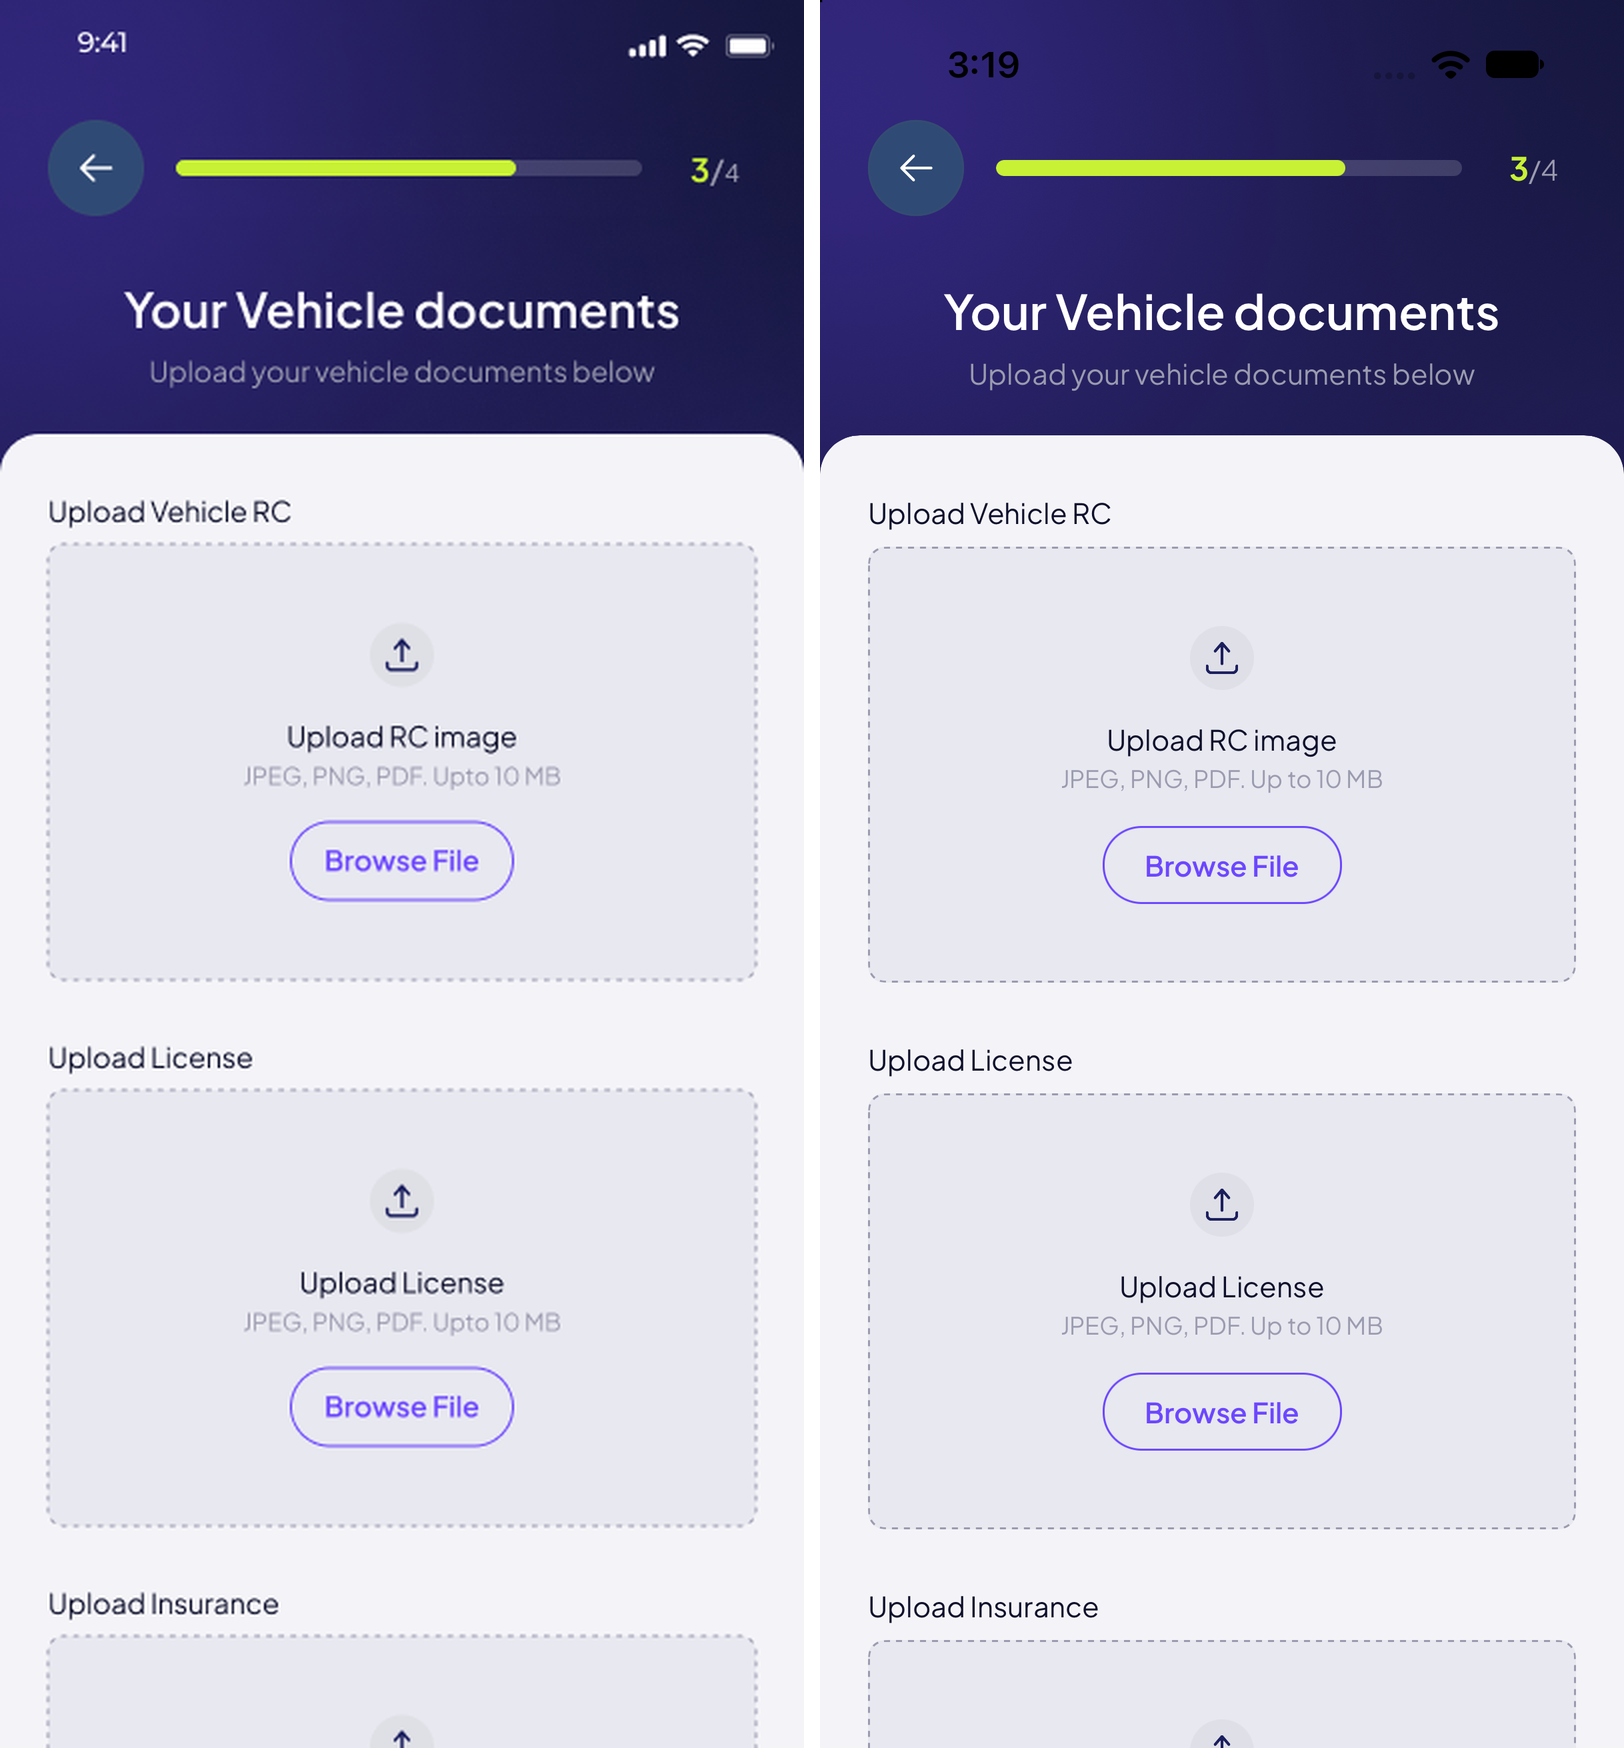 9:41
3/4
Your Vehicle documents
Upload your vehicle documents below
Upload Vehicle RC
Upload RC image
JPEG, PNG, PDF. Upto 10 MB
Browse File
Upload License
Upload License
JPEG, PNG, PDF. Upto 10 MB
Browse File
Upload Insurance
3:19
3/4
Your Vehicle documents
Upload your vehicle documents below
Upload Vehicle RC
Upload RC image
JPEG, PNG, PDF. Up to 10 MB
Browse File
Upload License
Upload License
JPEG, PNG, PDF. Up to 10 MB
Browse File
Upload Insurance